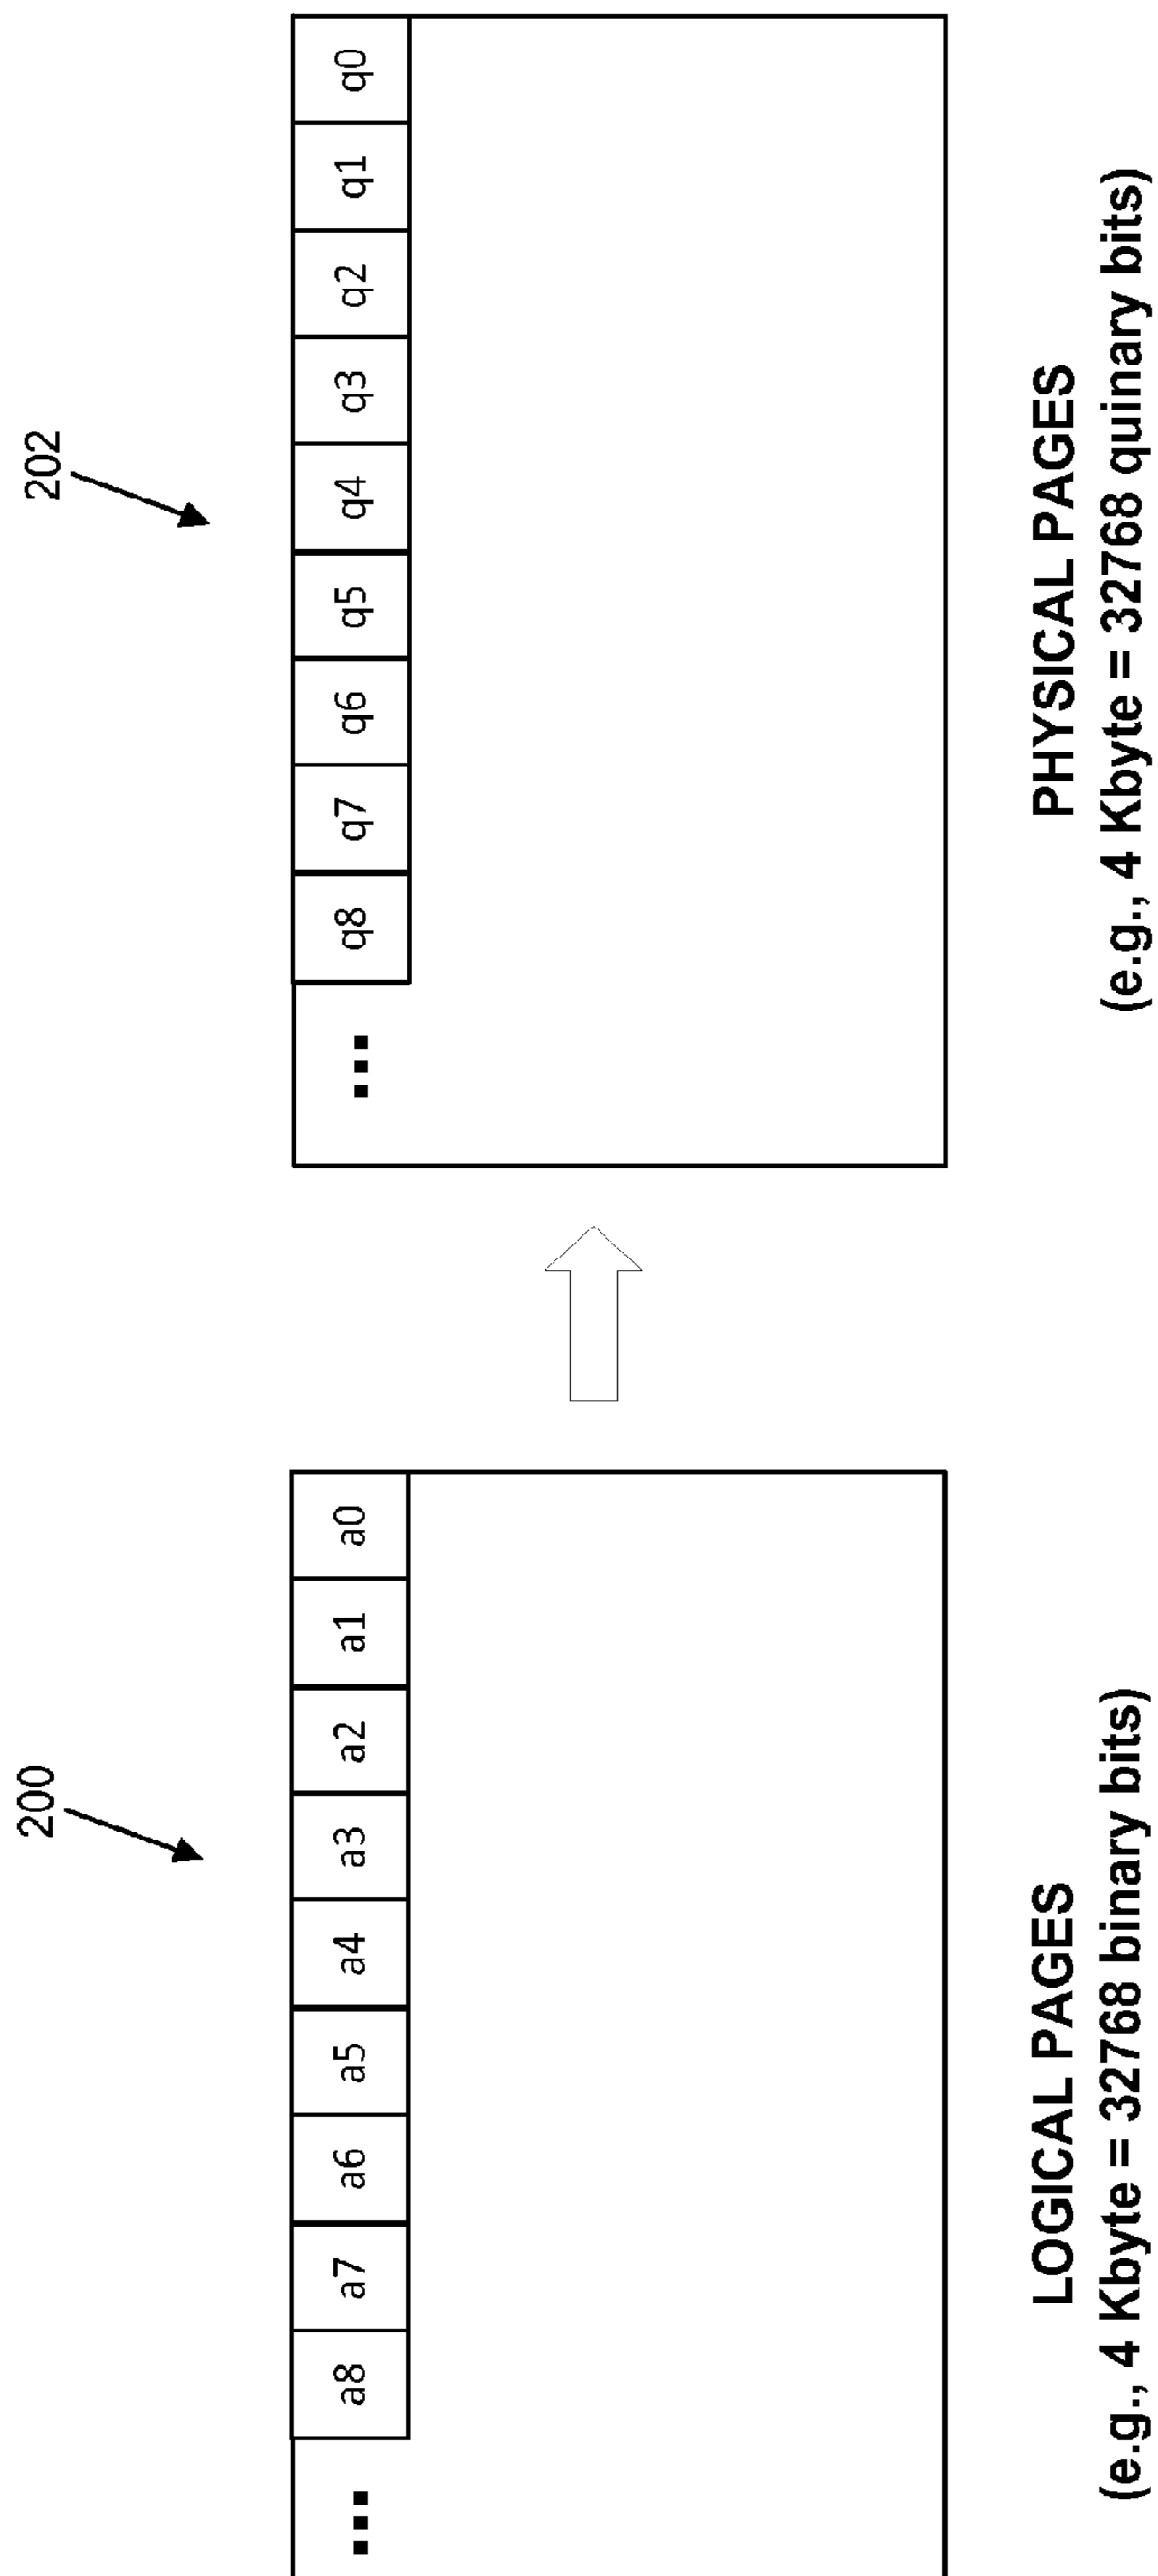 200
... a8 a7 a6 a5 a4 a3 a2 a1 a0
LOGICAL PAGES
(e.g., 4 Kbyte = 32768 binary bits)
202
... q8 q7 q6 q5 q4 q3 q2 q1 q0
PHYSICAL PAGES
(e.g., 4 Kbyte = 32768 quinary bits)